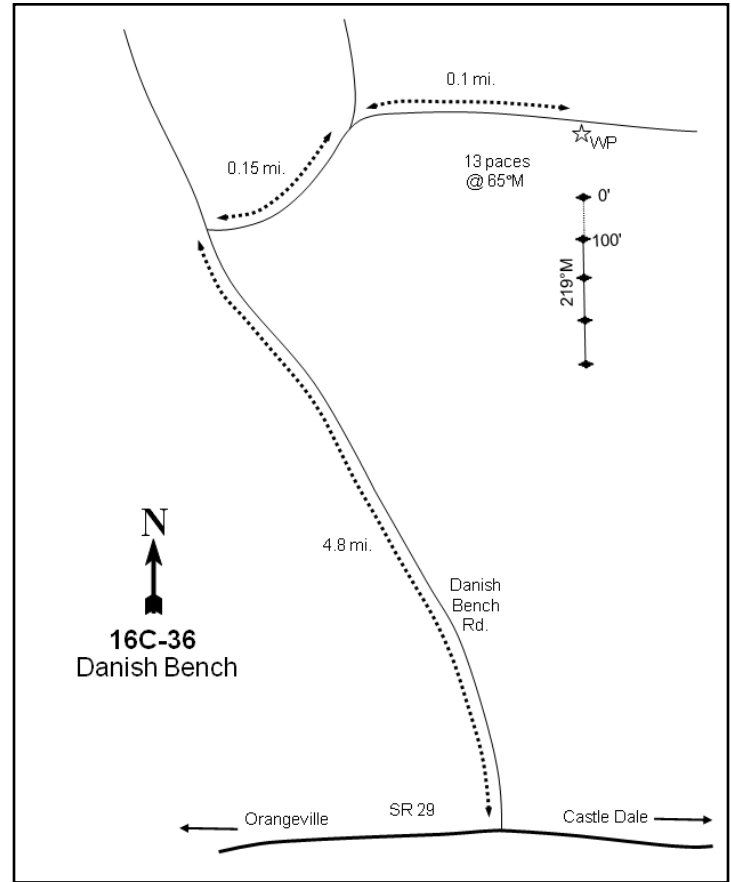 0.1 mi.
WP
0.15 mi.
13 paces
@ 65°M
0'
100'
219°M
N
4.8 mi.
Danish
Bench
Rd.
16C-36
Danish Bench
Orangeville
SR 29
Castle Dale